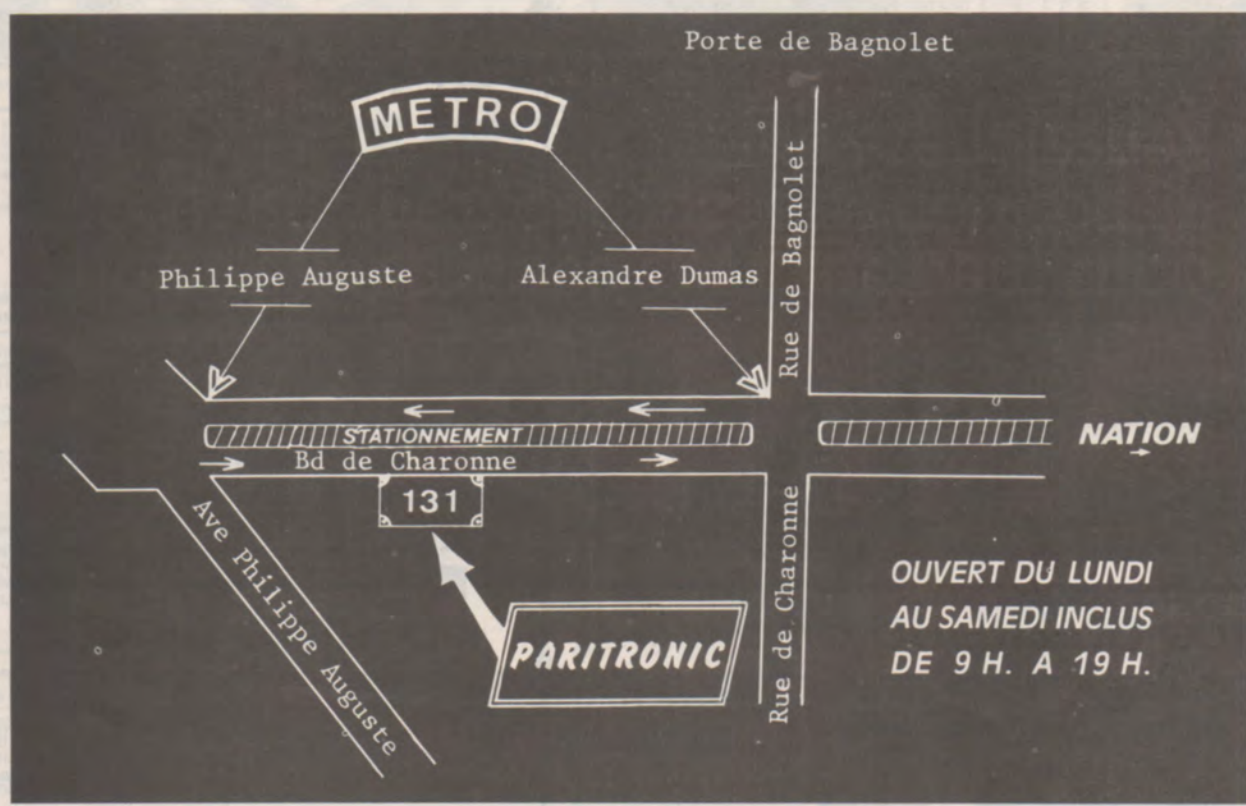 Porte de Bagnolet
METRO
Rue de Bagnolet
Philippe Auguste
Alexandre Dumas
STATIONNEMENT
NATION
Bd de Charonne
131
Ave Philippe Auguste
Rue de Charonne
PARITRONIC
OUVERT DU LUNDI
AU SAMEDI INCLUS
DE 9 H. A 19 H.